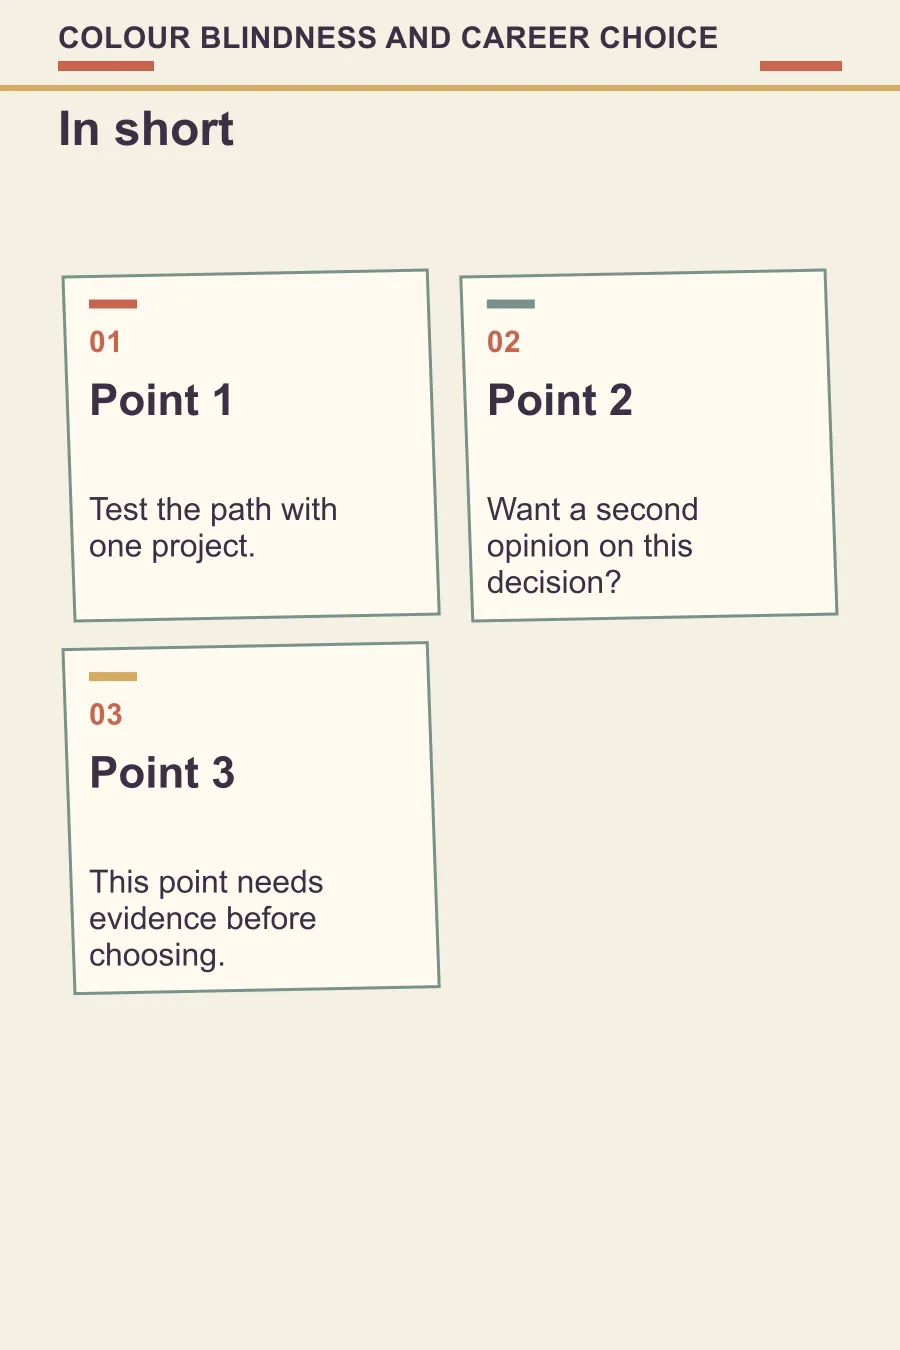 COLOUR BLINDNESS AND CAREER CHOICE
In short
01
Point 1
Test the path with
one project.
02
Point 2
Want a second
opinion on this
decision?
03
Point 3
This point needs
evidence before
choosing.